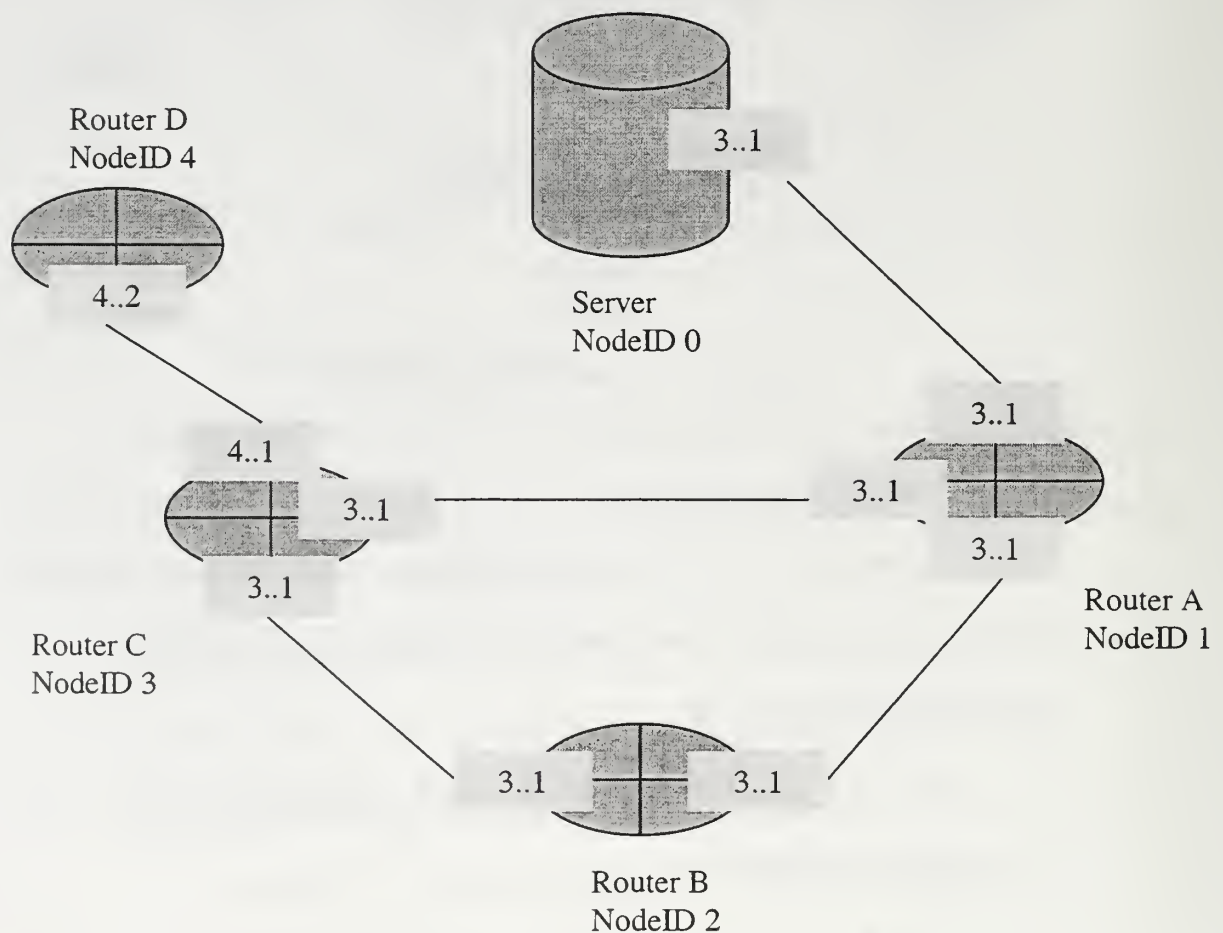 Router D
NodeID 4
4..2
3..1
Server
NodeID 0
4..1
3..1
3..1
3..1
3..1
3..1
Router A
NodeID 1
Router C
NodeID 3
3..1
3..1
Router B
NodeID 2